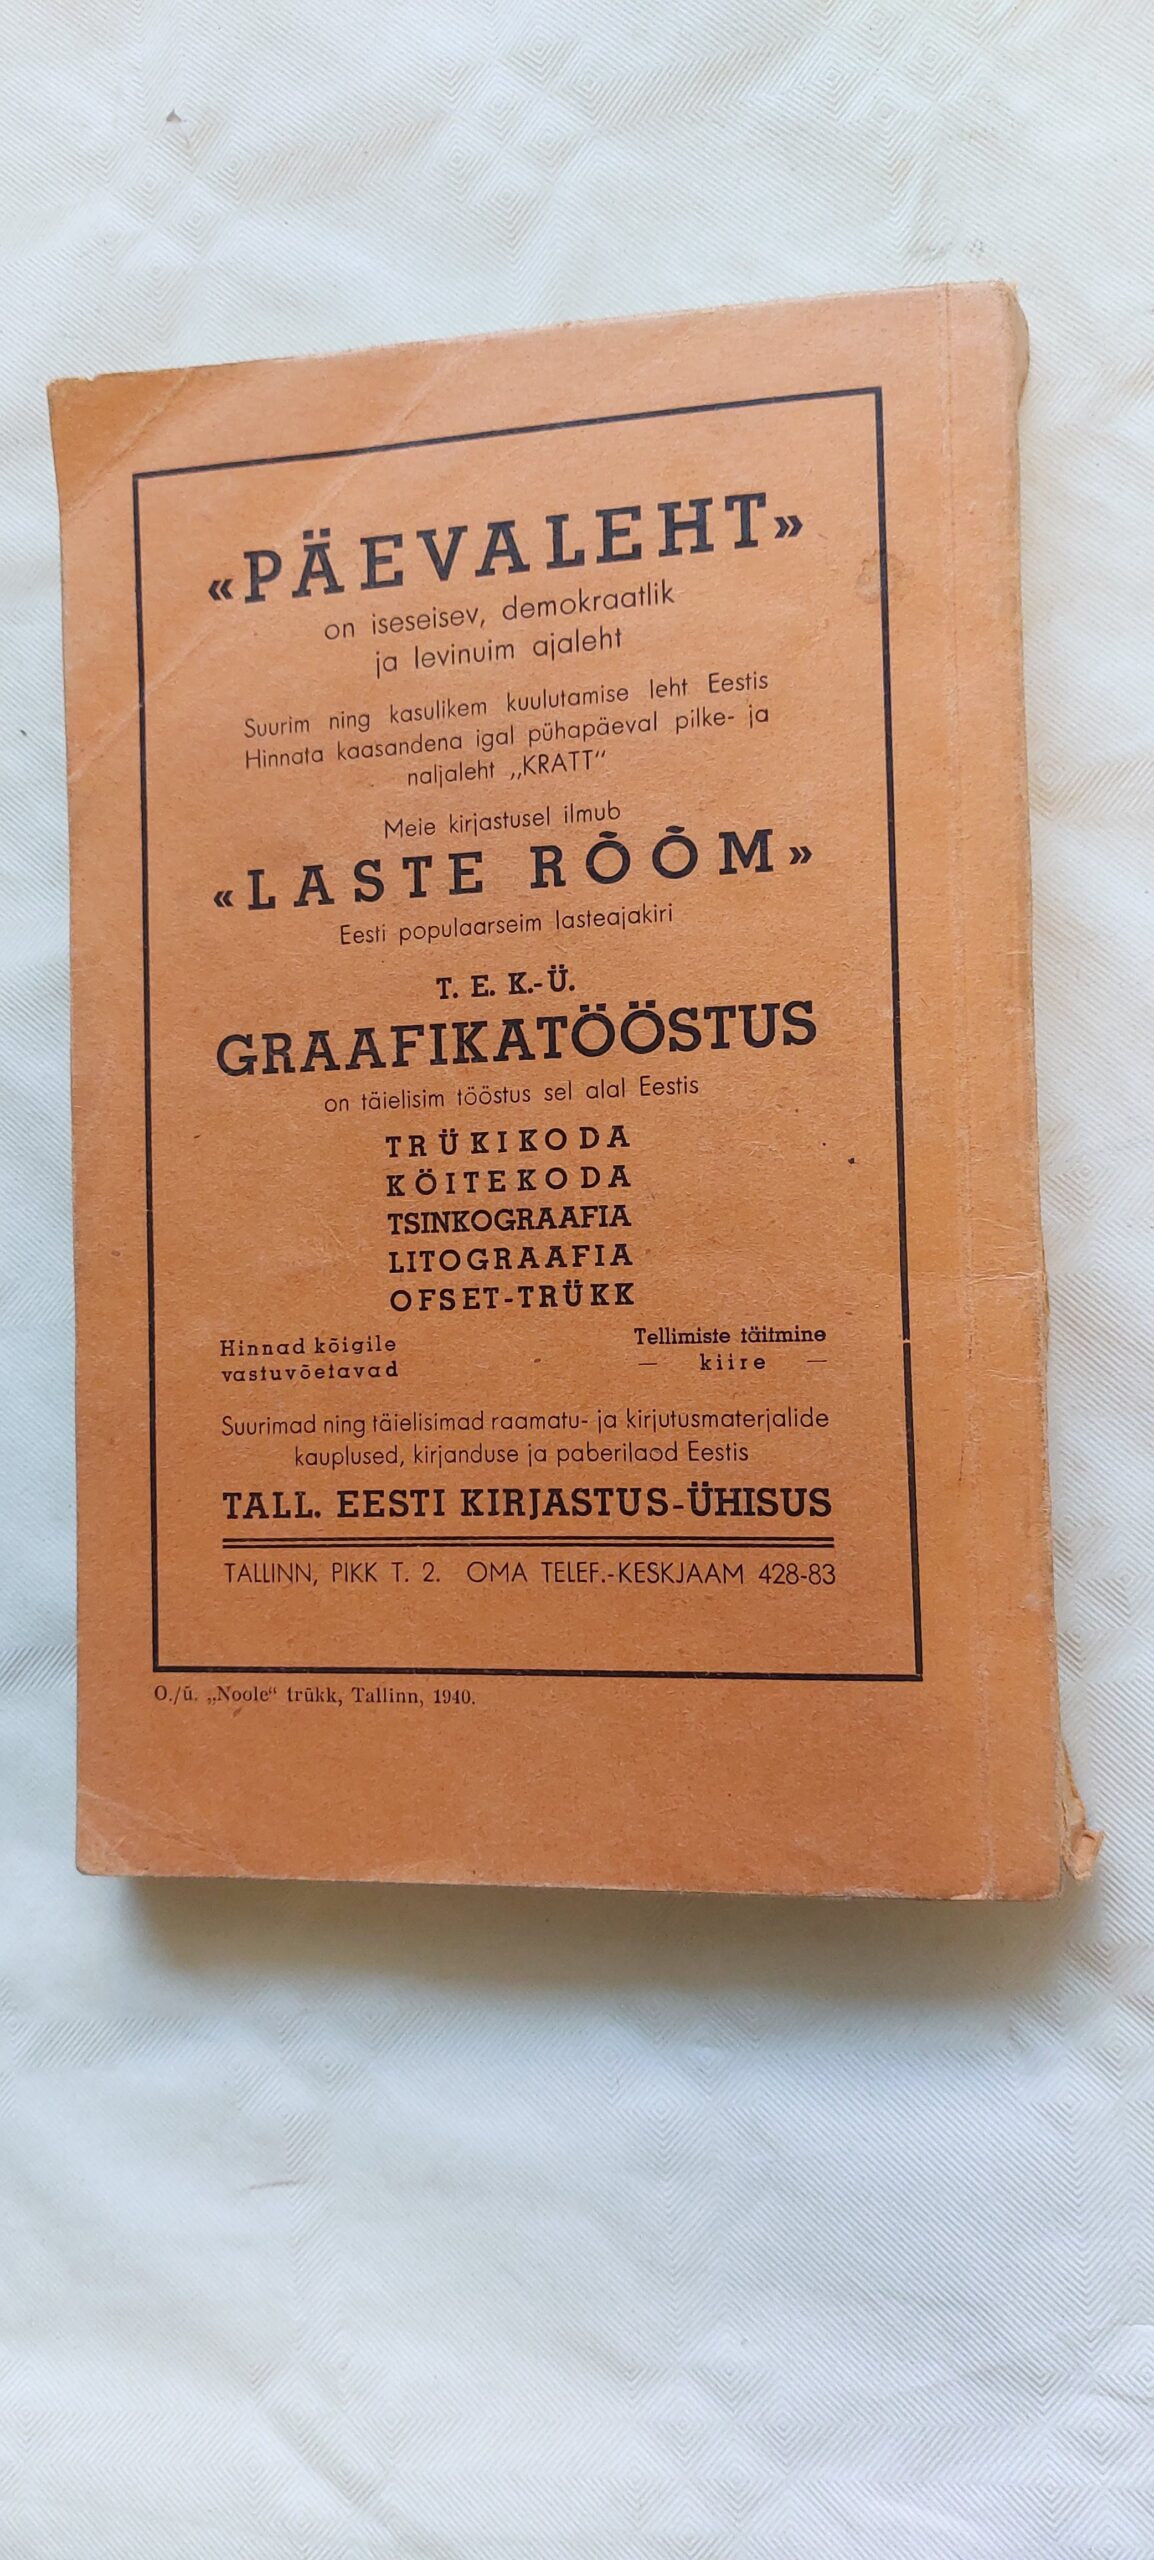 «PÄEVALEHT»
on iseseisev, demokraatlik
ja levinuim ajaleht
Suurim ning kasulikem kuulutamise leht Eestis
Hinnata kaasandena igal pühapäeval pilke- ja
naljaleht „KRATT“
Meie kirjastusel ilmub
«LASTE RÕÕM»
Eesti populaarseim lasteajakiri
T. E. K.-Ü.
GRAAFIKATÖÖSTUS
on täielisim tööstus sel alal Eestis
TRÜKIKODA
KÖITEKODA
TSINKOGRAAFIA
LITOGRAAFIA
OFSET-TRÜKK
Hinnad kõigile
vastuvõetavad
Tellimiste täitmine
— kiire —
Suurimad ning täielisimad raamatu- ja kirjutusmaterjalide
kauplused, kirjanduse ja paberilaod Eestis
TALL. EESTI KIRJASTUS-ÜHISUS
TALLINN, PIKK T. 2. OMA TELEF.-KESKJAAM 428-83
O./ü. „Noole“ trükk, Tallinn, 1940.